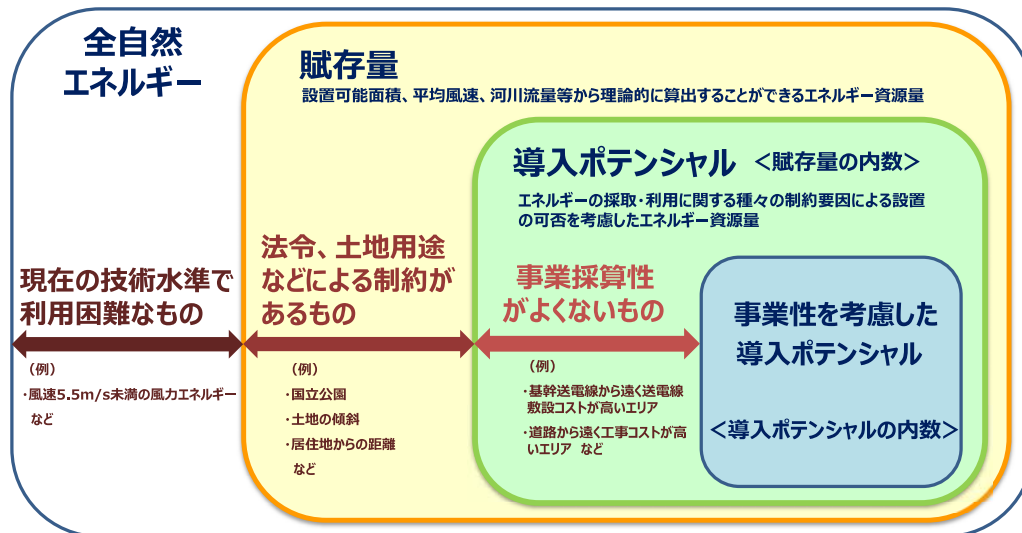 全自然
エネルギー
賦存量
設置可能面積、平均風速、河川流量等から理論的に算出することができるエネルギー資源量
導入ポテンシャル ＜賦存量の内数＞
エネルギーの採取・利用に関する種々の制約要因による設置
の可否を考慮したエネルギー資源量
現在の技術水準で
利用困難なもの
（例）
・風速5.5m/s未満の風力エネルギー
など
法令、土地用途
などによる制約が
あるもの
（例）
・国立公園
・土地の傾斜
・居住地からの距離
など
事業採算性
がよくないもの
（例）
・基幹送電線から遠く送電線
敷設コストが高いエリア
・道路から遠く工事コストが高
いエリア など
事業性を考慮した
導入ポテンシャル
＜導入ポテンシャルの内数＞